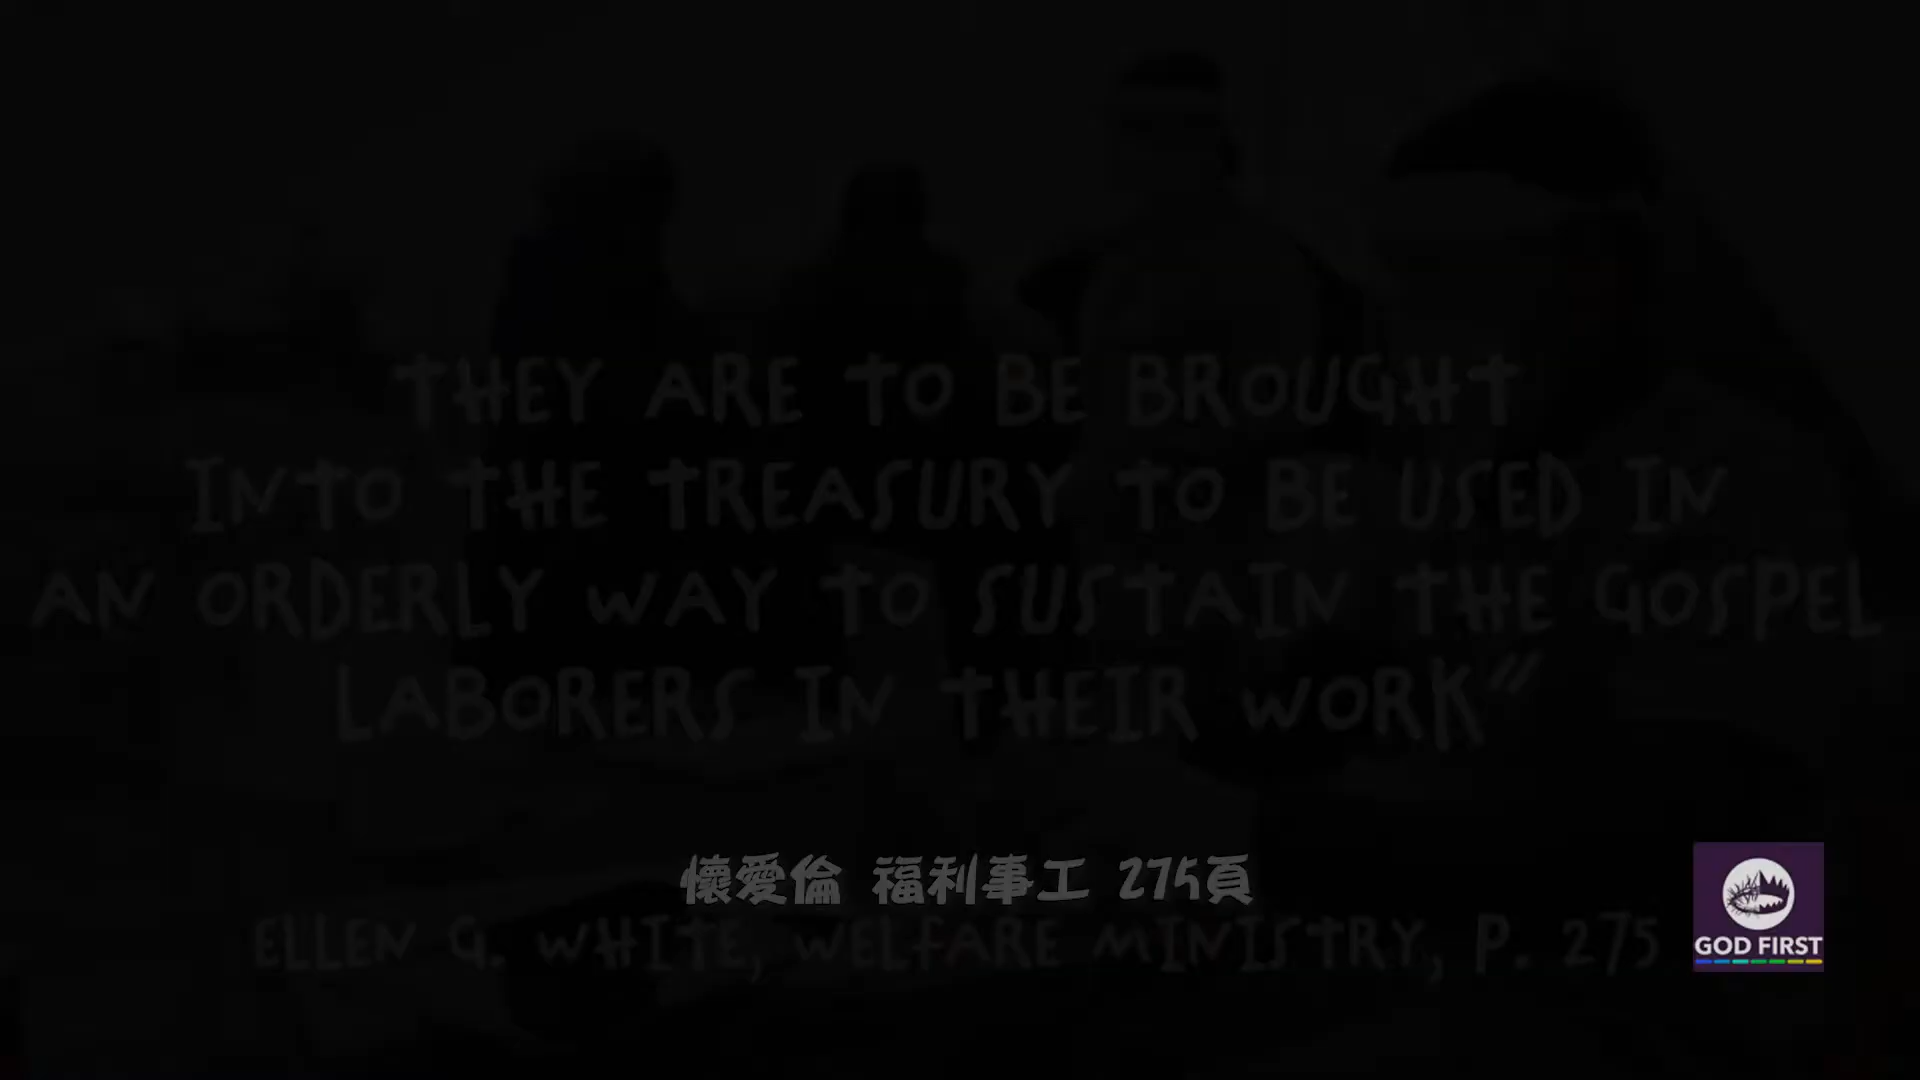 THEY ARE TO BE BROUGHT
INTO THE TREASURY TO BE USED IN
AN ORDERLY WAY TO SUSTAIN THE GOSPEL
LABORERS IN THEIR WORK”
懷愛倫 福利事工 275頁
ELLEN G. WHITE, WELFARE MINISTRY, P. 275
GOD FIRST